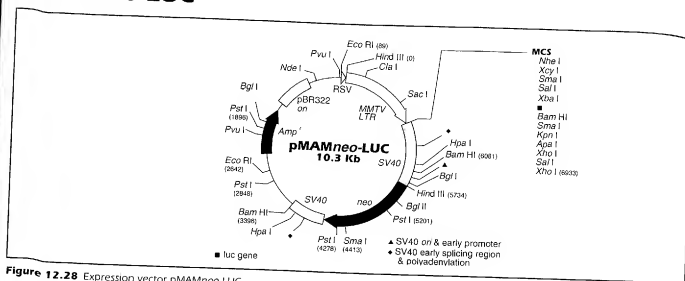 LUC
Eco RI (89)
Hind III (0)
Pvu I
Cla I
Nde I
RSV
Sac I
Bgl I
pBR322
ori
MMTV
LTR
Pst I
(1896)
Pvu I
Amp r
pMAMneo-LUC
10.3 Kb
Hpa I
Bam HI (6081)
SV40
Bgl I
Eco RI
(2642)
Hind III (5734)
Pst I
(2848)
SV40
neo
Bgl II
Pst I (5201)
Bam HI
(3398)
Hpa I
Pst I
(4278)
Sma I
(4413)
MCS
Nhe I
Xcy I
Sma I
Sal I
Xba I
■
Bam HI
Sma I
Kpn I
Apa I
Xho I
Sal I
Xho I (6933)
■ luc gene
▲ SV40 ori & early promoter
◆ SV40 early splicing region
& polyadenylation
Figure 12.28 Expression vector pMAMneo-LUC